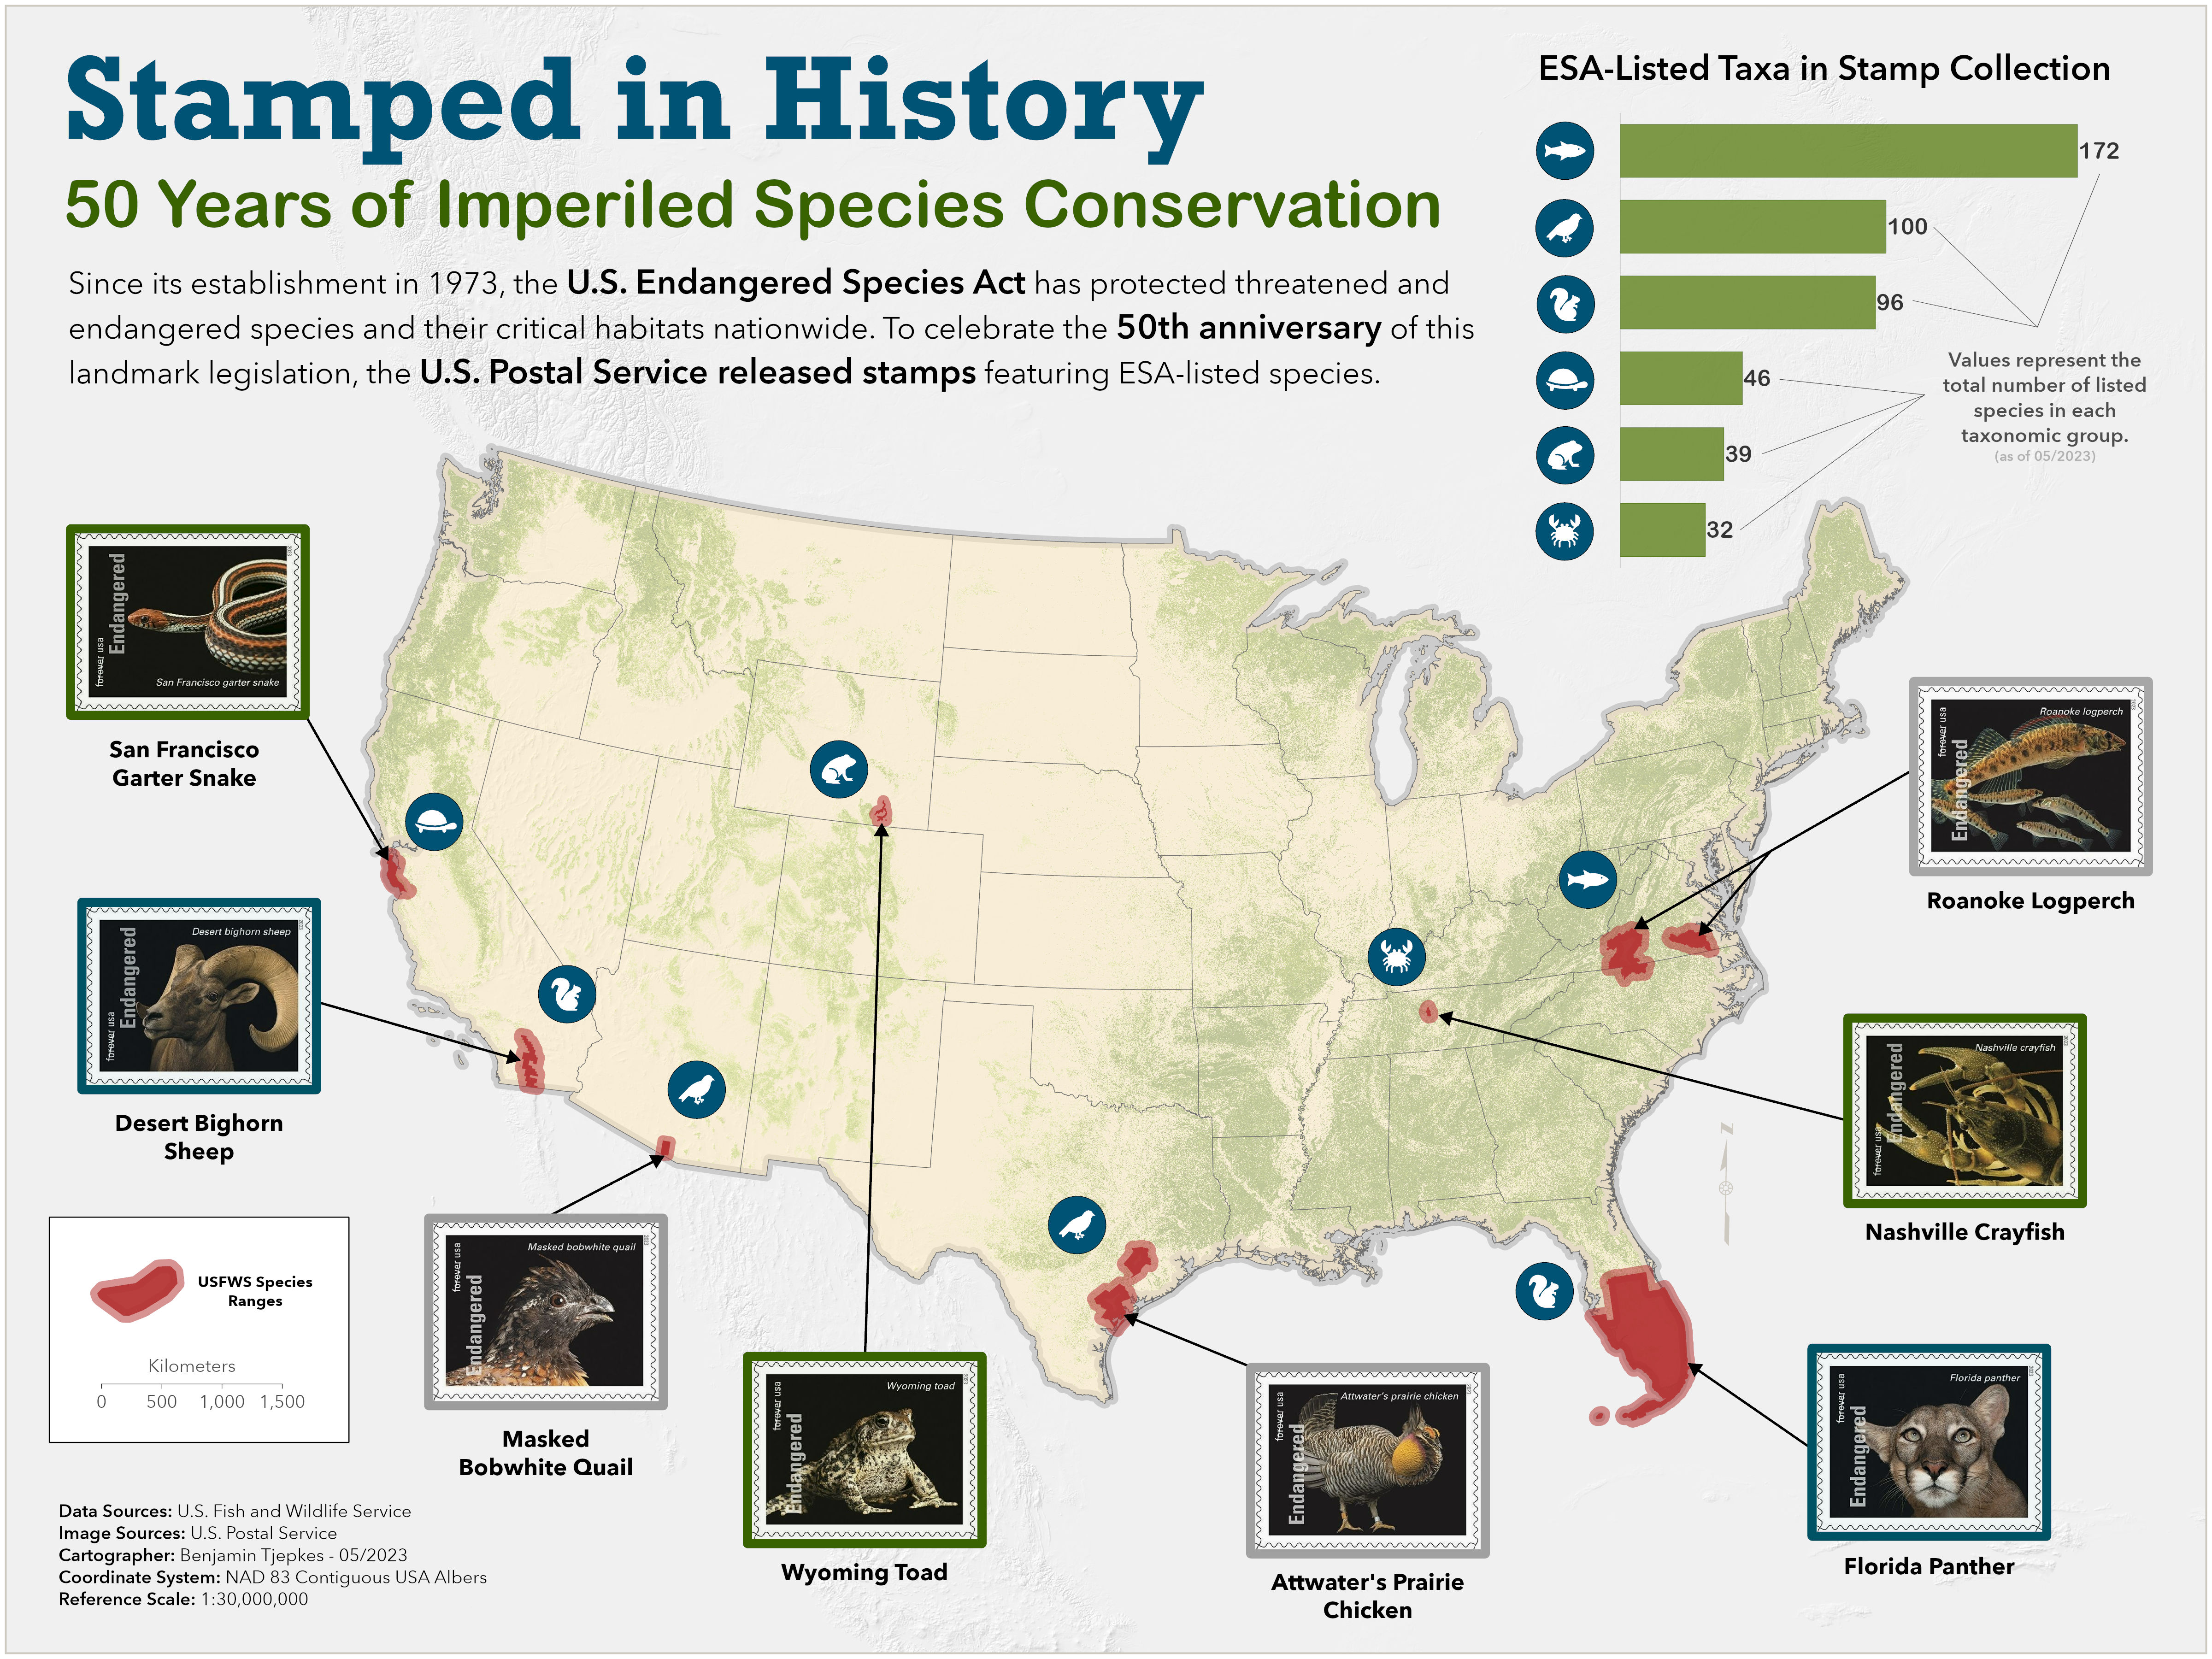 Stamped in History
50 Years of Imperiled Species Conservation
Since its establishment in 1973, the U.S. Endangered Species Act has protected threatened and
endangered species and their critical habitats nationwide. To celebrate the 50th anniversary of this
landmark legislation, the U.S. Postal Service released stamps featuring ESA-listed species.
ESA-Listed Taxa in Stamp Collection
172
100
96
46
39
32
Values represent the
total number of listed
species in each
taxonomic group.
(as of 05/2023)
forever usa
Endangered
San Francisco garter snake
San Francisco
Garter Snake
forever usa
Endangered
Desert bighorn sheep
Desert Bighorn
Sheep
forever usa
Endangered
Masked bobwhite quail
Masked
Bobwhite Quail
forever usa
Endangered
Wyoming toad
Wyoming Toad
forever usa
Endangered
Attwater's prairie chicken
Attwater's Prairie
Chicken
forever usa
Endangered
Florida panther
Florida Panther
forever usa
Endangered
Nashville crayfish
Nashville Crayfish
forever usa
Endangered
Roanoke logperch
Roanoke Logperch
N
USFWS Species
Ranges
Kilometers
0 500 1,000 1,500
Data Sources: U.S. Fish and Wildlife Service
Image Sources: U.S. Postal Service
Cartographer: Benjamin Tjepkes - 05/2023
Coordinate System: NAD 83 Contiguous USA Albers
Reference Scale: 1:30,000,000